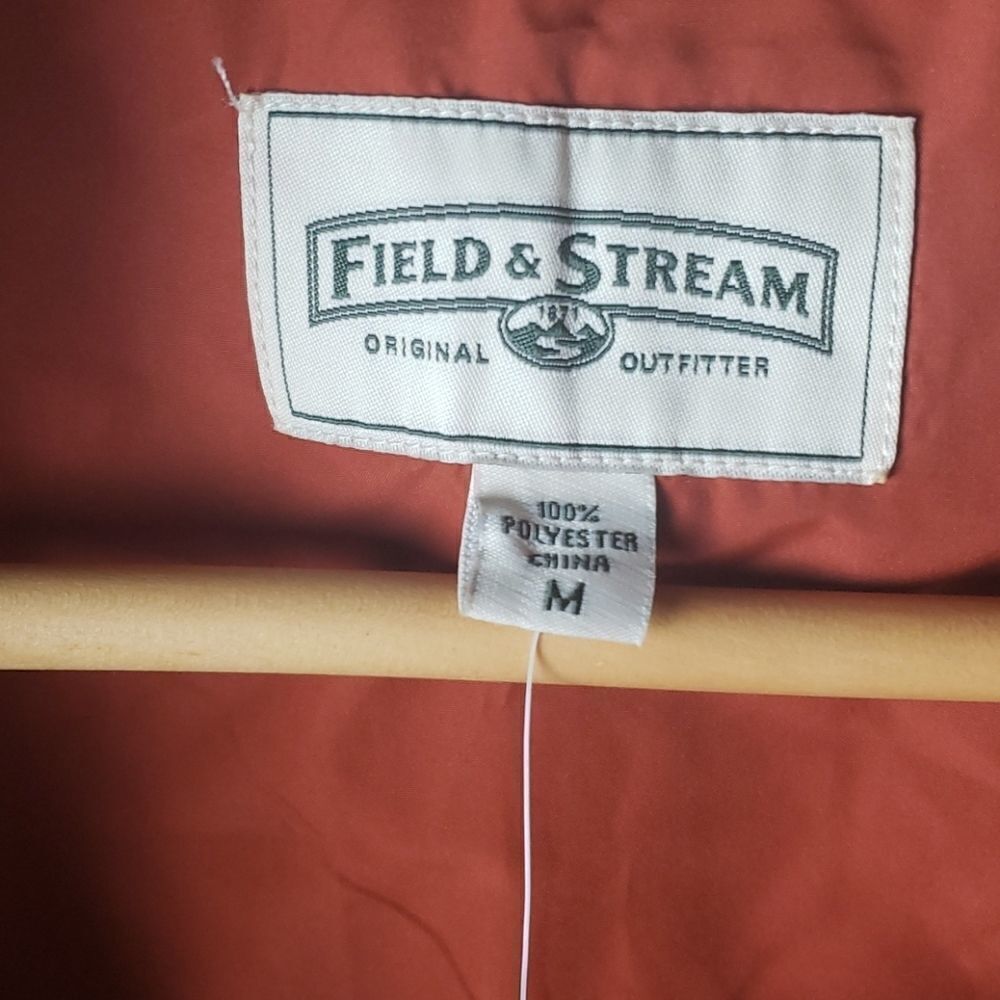 FIELD & STREAM
1871
ORIGINAL OUTFITTER
100%
POLYESTER
CHINA
M